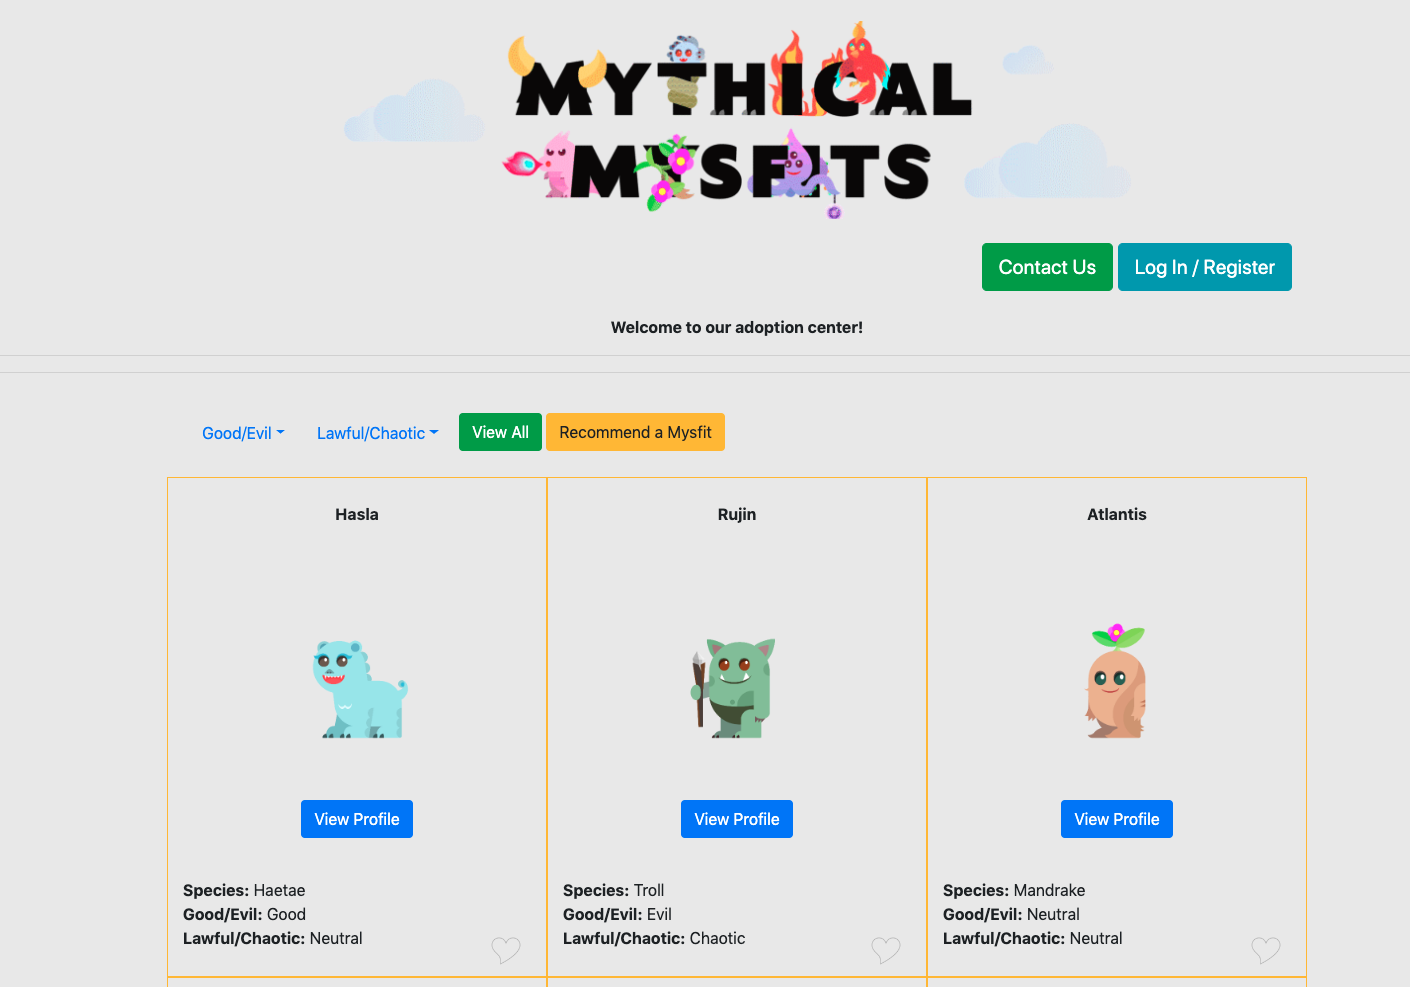 MYTHICAL
MYSFITS
Contact Us
Log In / Register
Welcome to our adoption center!
Good/Evil
Lawful/Chaotic
View All
Recommend a Mysfit
Hasla
Rujin
Atlantis
View Profile
View Profile
View Profile
Species: Haetae
Good/Evil: Good
Lawful/Chaotic: Neutral
Species: Troll
Good/Evil: Evil
Lawful/Chaotic: Chaotic
Species: Mandrake
Good/Evil: Neutral
Lawful/Chaotic: Neutral